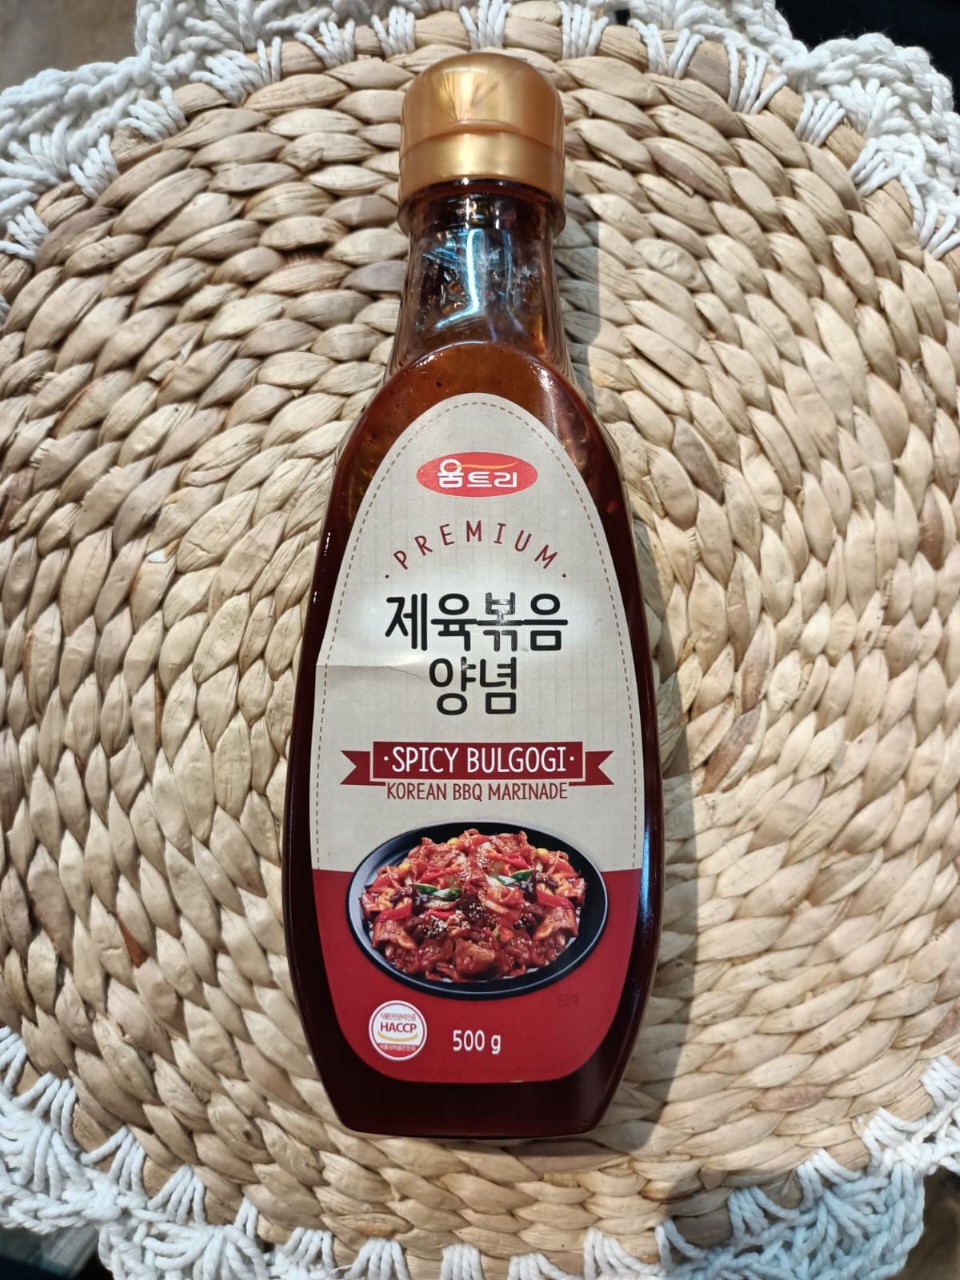 움트리
·PREMIUM·
제육볶음
양념
·SPICY BULGOGI·
KOREAN BBQ MARINADE
HACCP
500 g